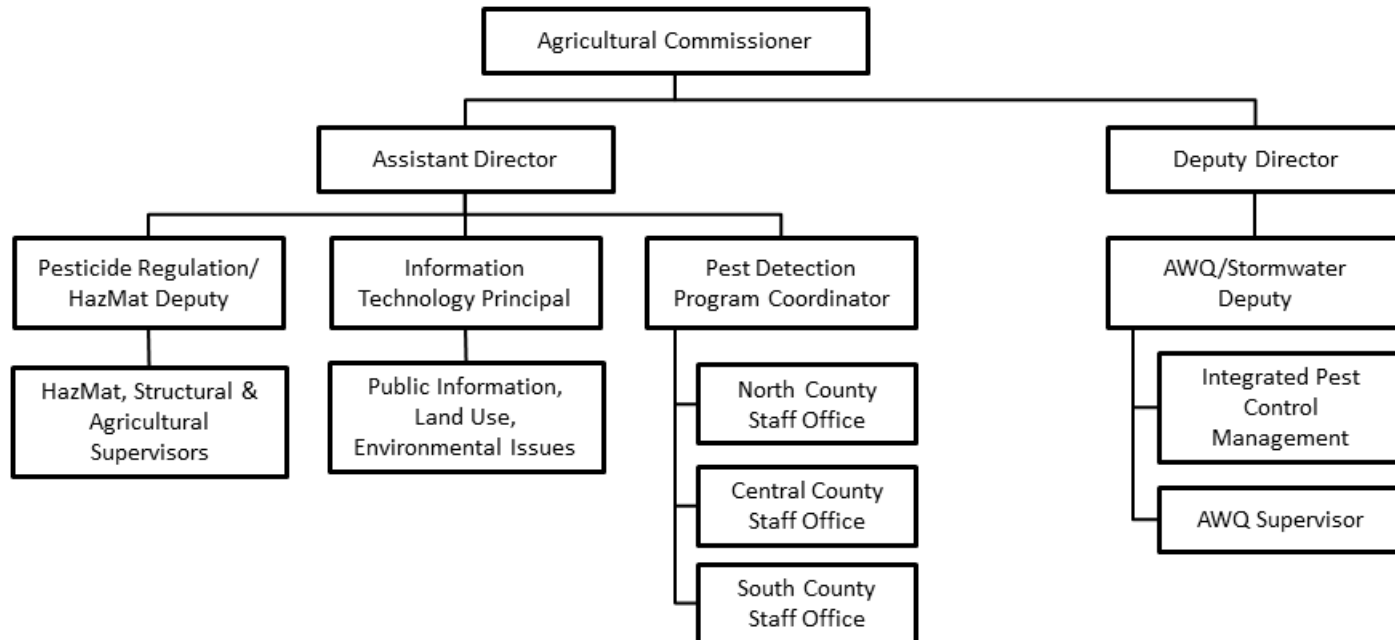 Agricultural Commissioner
Assistant Director
Deputy Director
Pesticide Regulation/
HazMat Deputy
Information
Technology Principal
Pest Detection
Program Coordinator
AWQ/Stormwater
Deputy
HazMat, Structural &
Agricultural
Supervisors
Public Information,
Land Use,
Environmental Issues
North County
Staff Office
Central County
Staff Office
South County
Staff Office
Integrated Pest
Control
Management
AWQ Supervisor